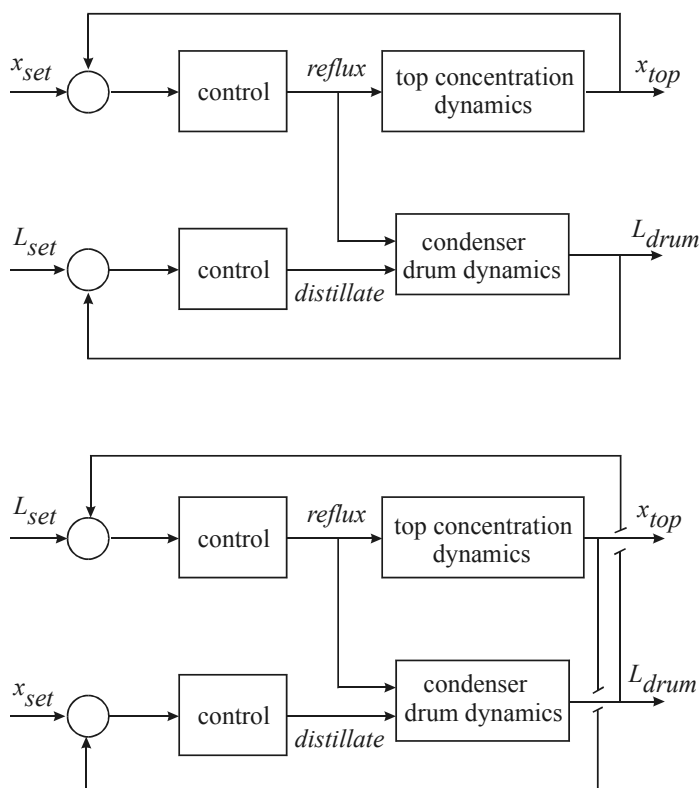 x_set
control
reflux
top concentration
dynamics
x_top
L_set
control
distillate
condenser
drum dynamics
L_drum
L_set
control
reflux
top concentration
dynamics
x_top
x_set
control
distillate
condenser
drum dynamics
L_drum